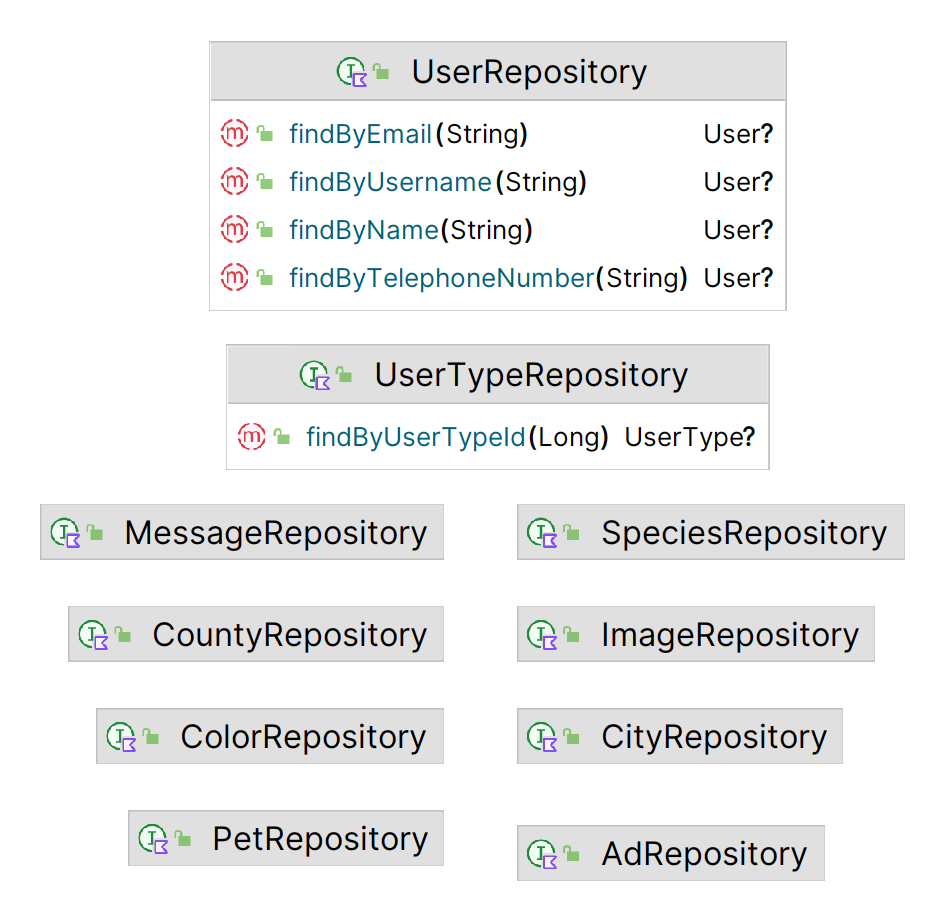 UserRepository
findByEmail(String) User?
findByUsername(String) User?
findByName(String) User?
findByTelephoneNumber(String) User?
UserTypeRepository
findByUserTypeId(Long) UserType?
MessageRepository
SpeciesRepository
CountyRepository
ImageRepository
ColorRepository
CityRepository
PetRepository
AdRepository